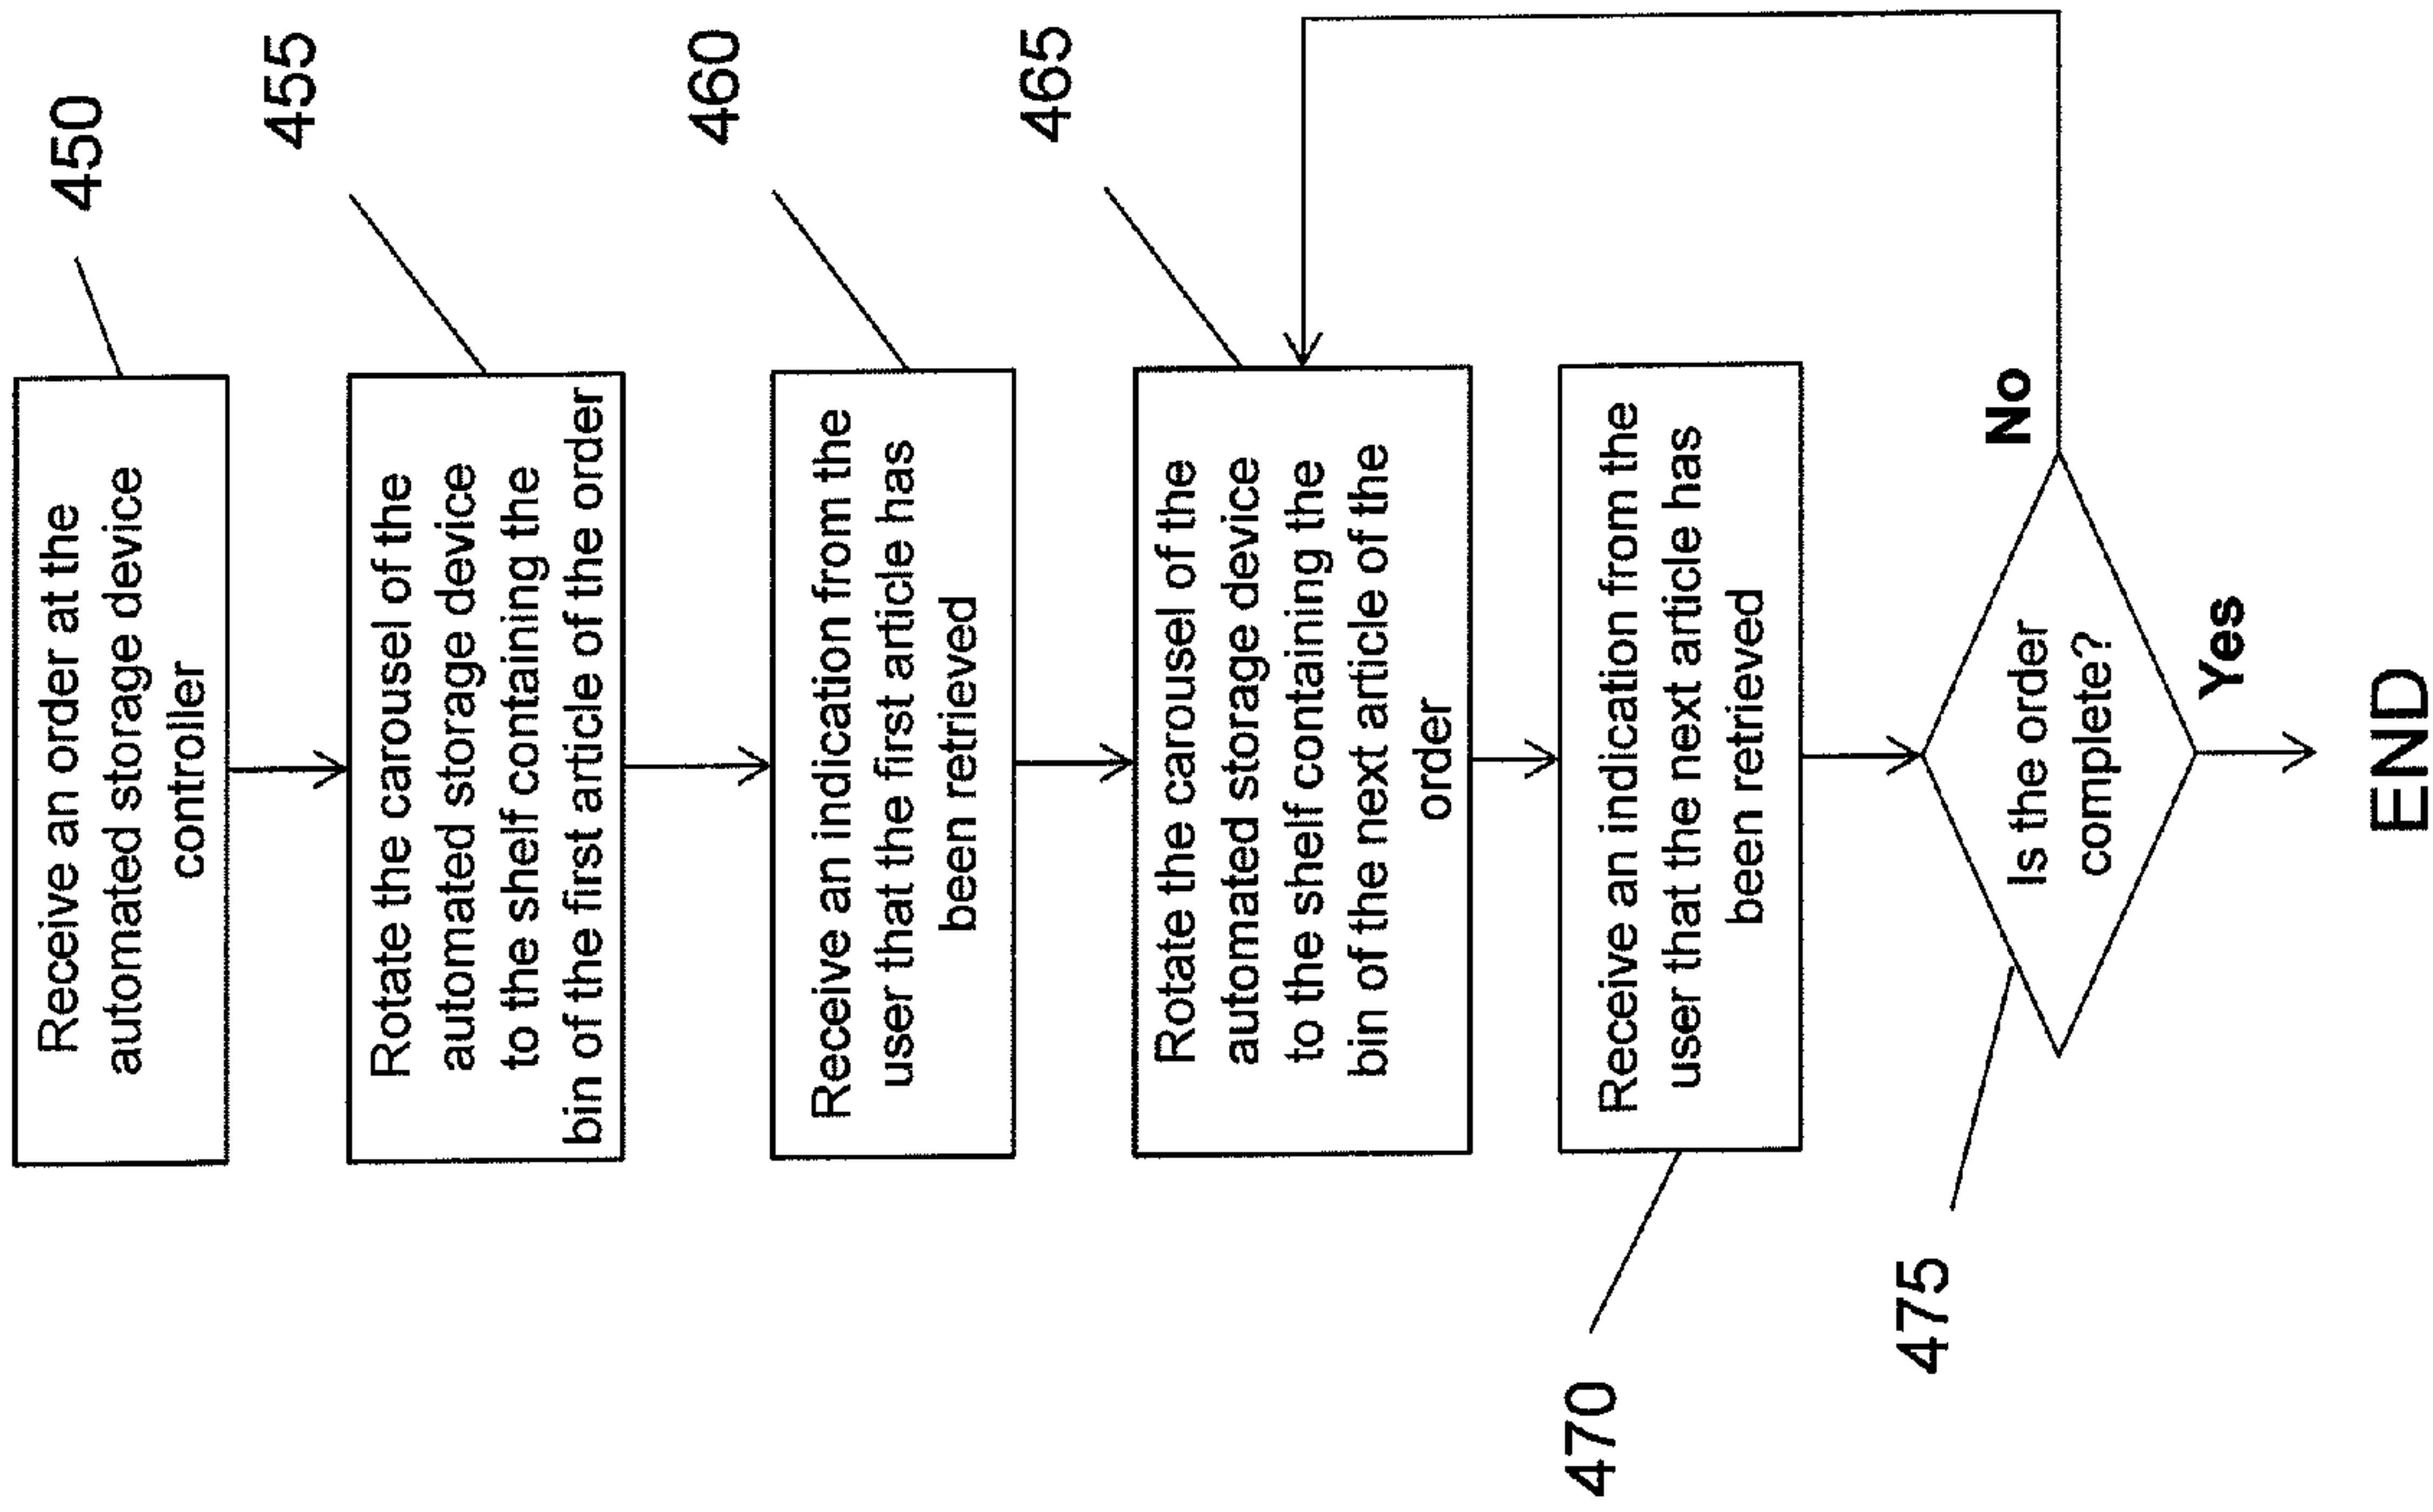 450
Receive an order at the
automated storage device
controller
455
Rotate the carousel of the
automated storage device
to the shelf containing the
bin of the first article of the order
460
Receive an indication from the
user that the first article has
been retrieved
465
Rotate the carousel of the
automated storage device
to the shelf containing the
bin of the next article of the
order
470
Receive an indication from the
user that the next article has
been retrieved
475
Is the order
complete?
No
Yes
END